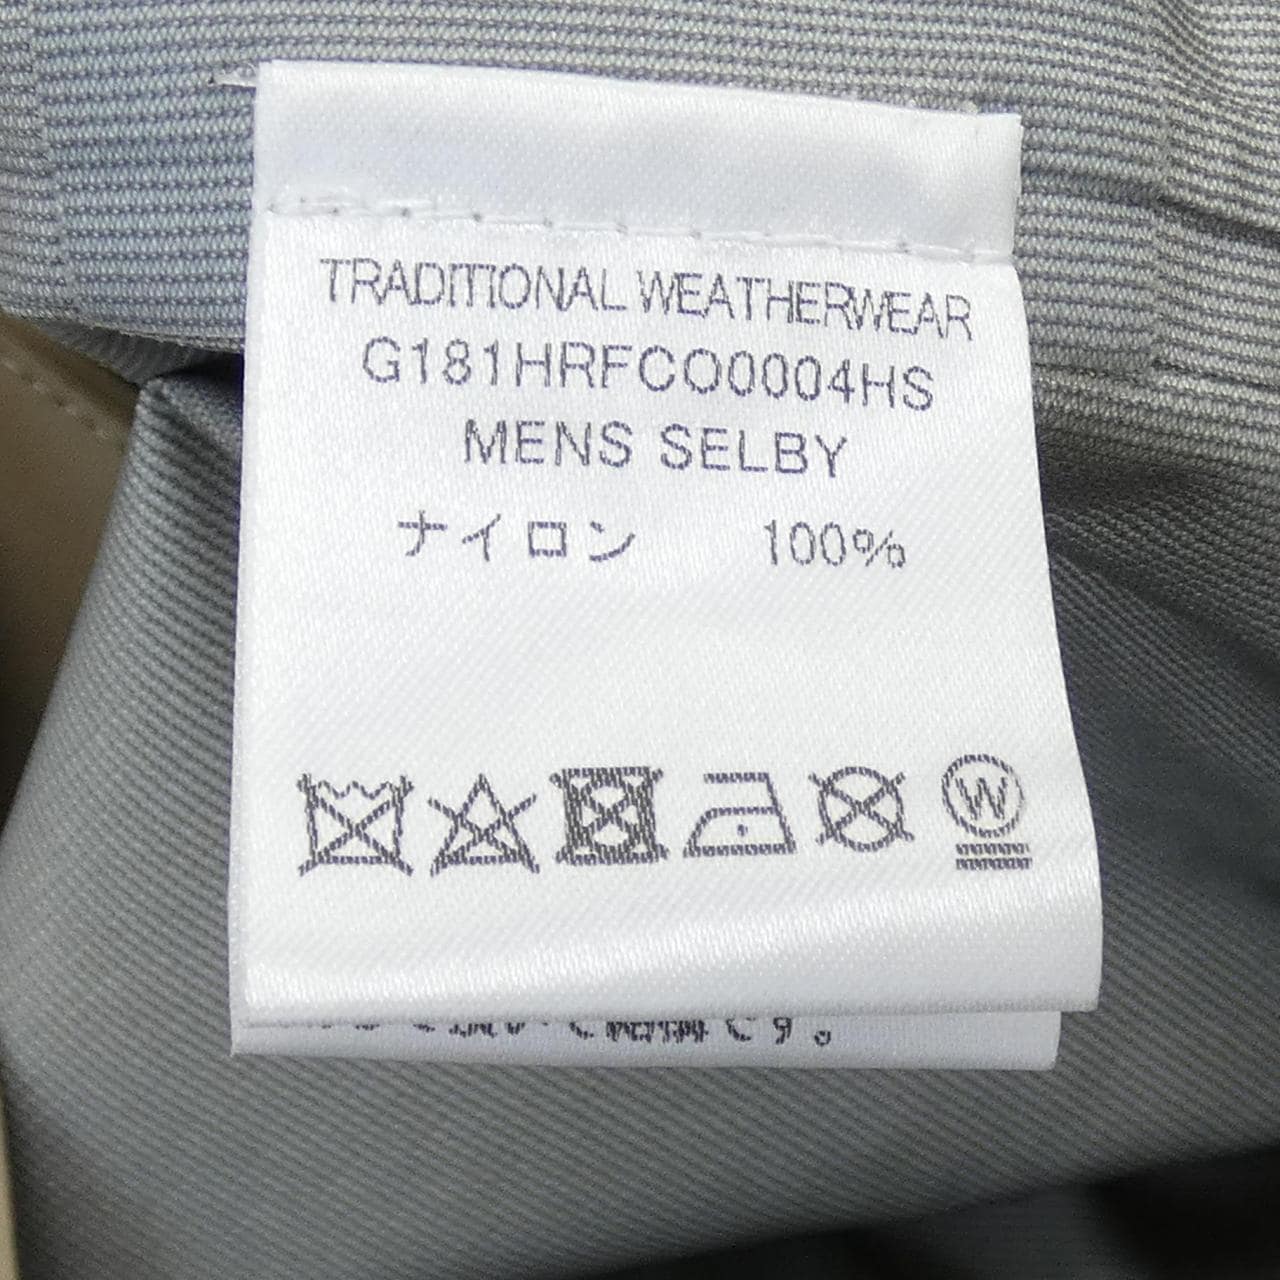 TRADITIONAL WEATHERWEAR
G181HRFCO0004HS
MENS SELBY
ナイロン 100%
W